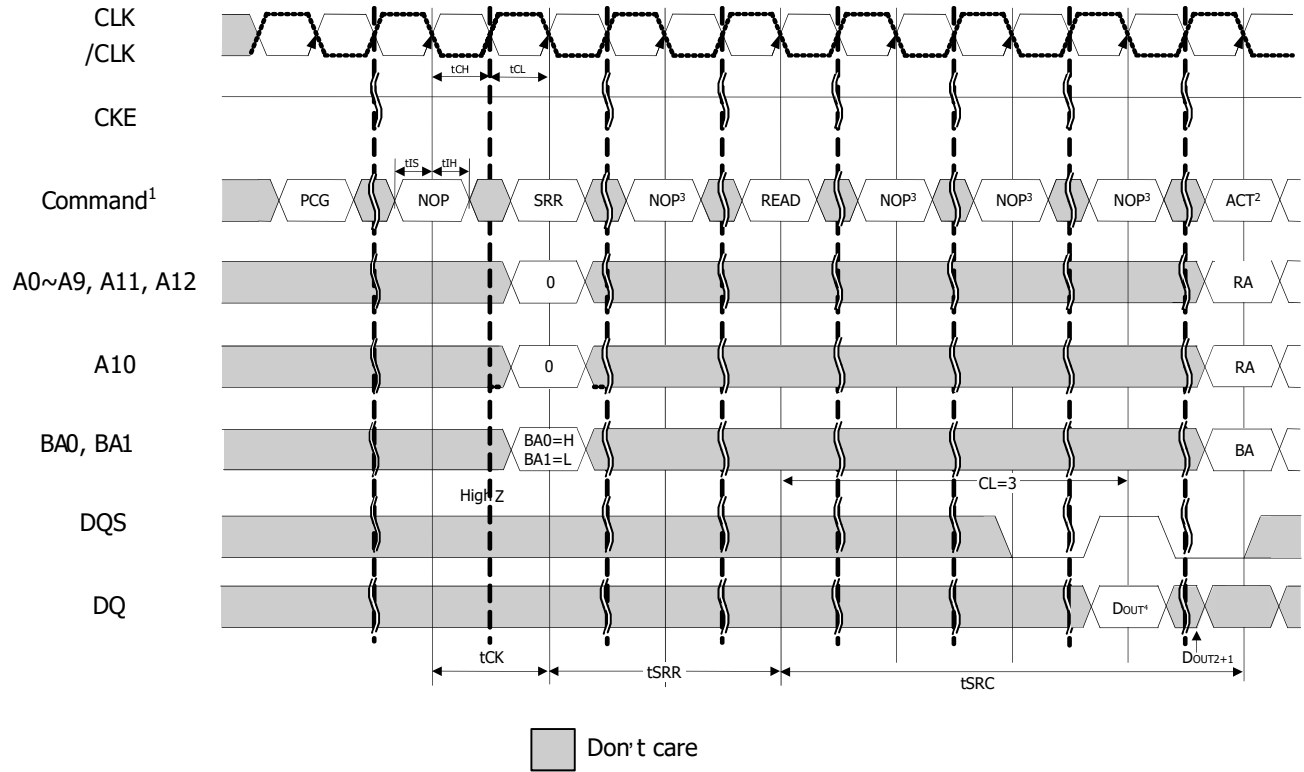 CLK
/CLK
tCH tCL
CKE
tIS tIH
Command¹ PCG NOP SRR NOP³ READ NOP³ NOP³ NOP³ ACT²
A0~A9, A11, A12 0 RA
A10 0 RA
BA0, BA1 BA0=H BA
BA1=L
High Z CL=3
DQS
DQ DOUT⁴
tCK tSRR tSRC DOUT2+1
Don't care